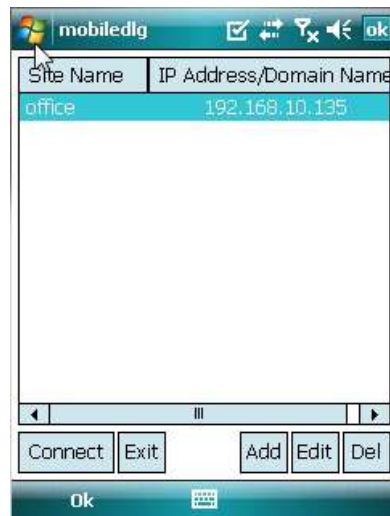 mobiledlg ok
Site Name IP Address/Domain Name
office 192.168.10.135
Connect Exit Add Edit Del
Ok